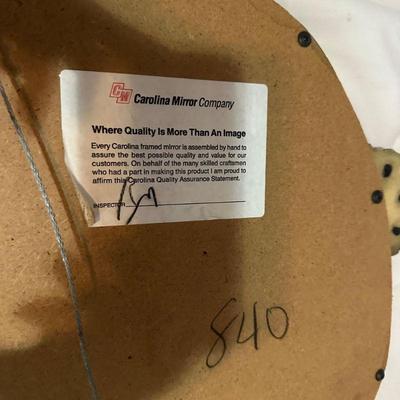 CM Carolina Mirror Company
Where Quality Is More Than An Image
Every Carolina framed mirror is assembled by hand to
assure the best possible quality and value for our
customers. On behalf of the many skilled craftsmen
who had a part in making this product I am proud to
affirm this Carolina Quality Assurance Statement.
INSPECTOR
840